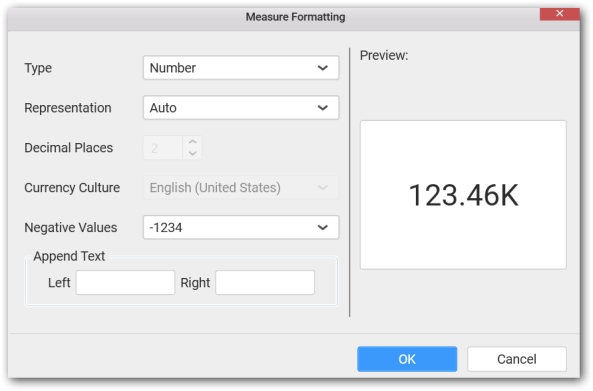 Measure Formatting
Type
Number
Preview:
Representation
Auto
Decimal Places
2
Currency Culture
English (United States)
123.46K
Negative Values
-1234
Append Text
Left
Right
OK
Cancel